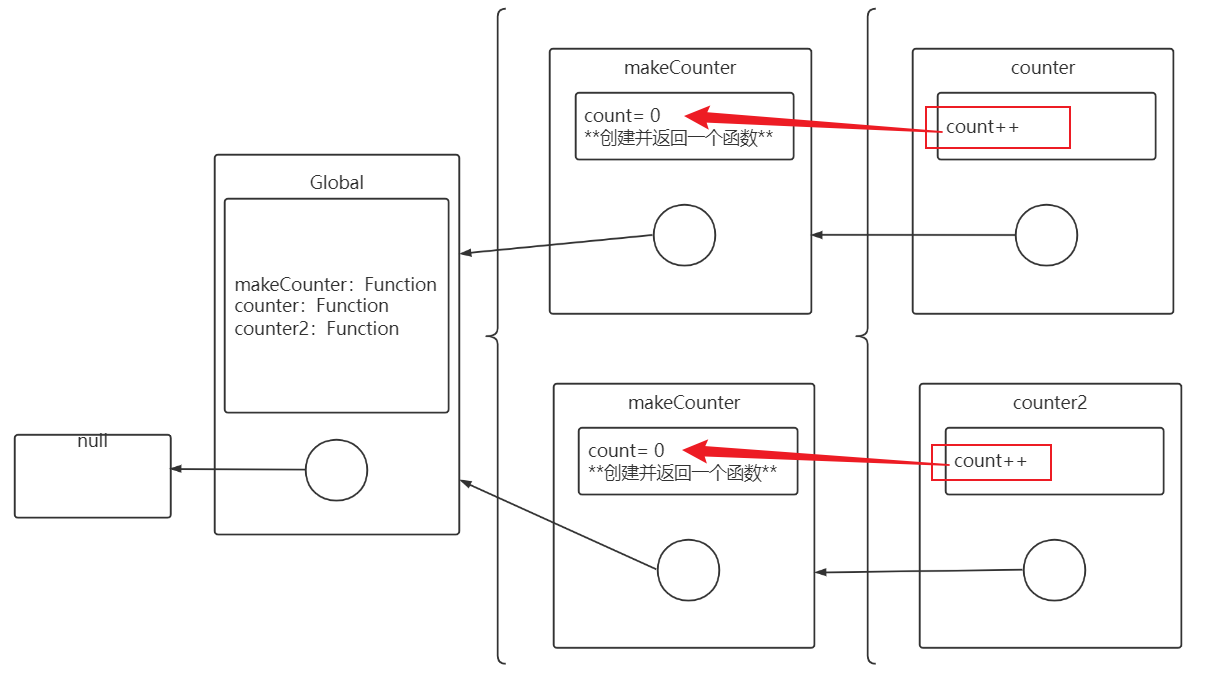 null
Global
makeCounter：Function
counter：Function
counter2：Function
makeCounter
count= 0
**创建并返回一个函数**
counter
count++
makeCounter
count= 0
**创建并返回一个函数**
counter2
count++